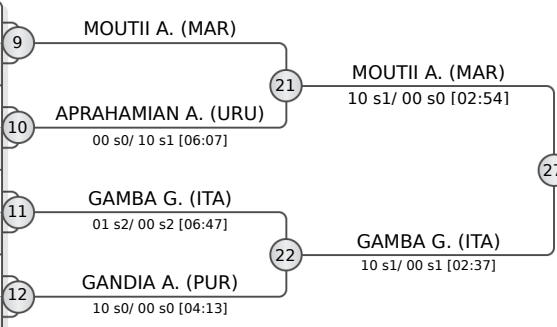 MOUTII A. (MAR)
9
21
MOUTII A. (MAR)
10 s1/ 00 s0 [02:54]
APRAHAMIAN A. (URU)
10
00 s0/ 10 s1 [06:07]
27
GAMBA G. (ITA)
11
01 s2/ 00 s2 [06:47]
22
GAMBA G. (ITA)
10 s1/ 00 s1 [02:37]
GANDIA A. (PUR)
12
10 s0/ 00 s0 [04:13]